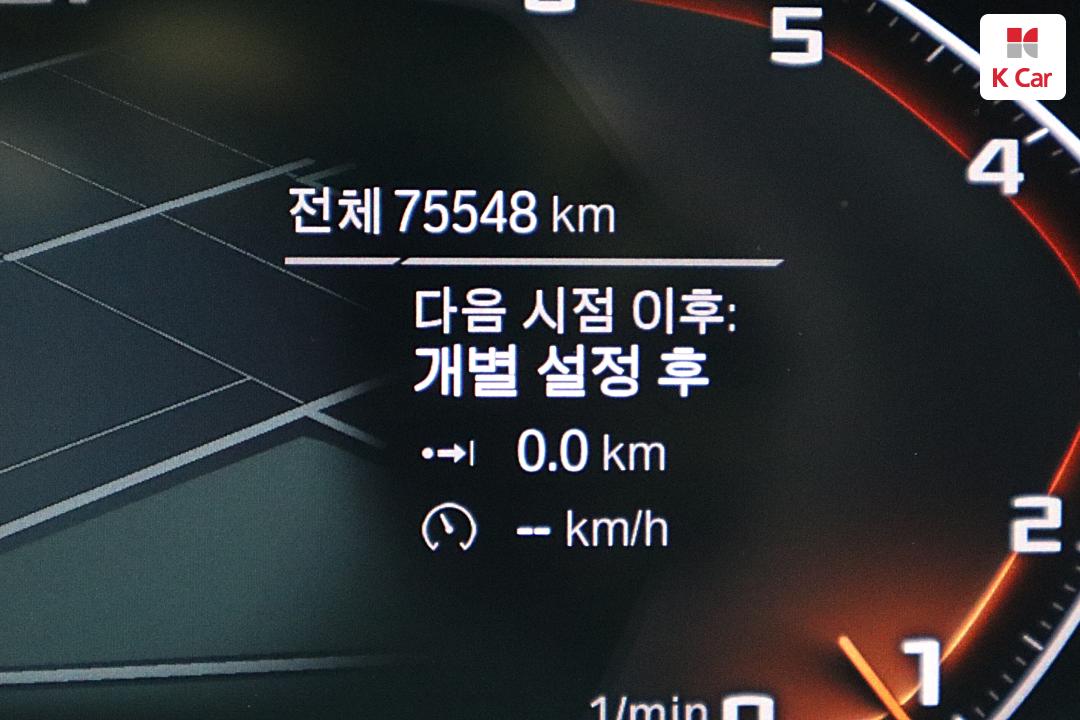 5
K Car
4
전체 75548 km
다음 시점 이후:
개별 설정 후
0.0 km
-- km/h
2
1
1/min